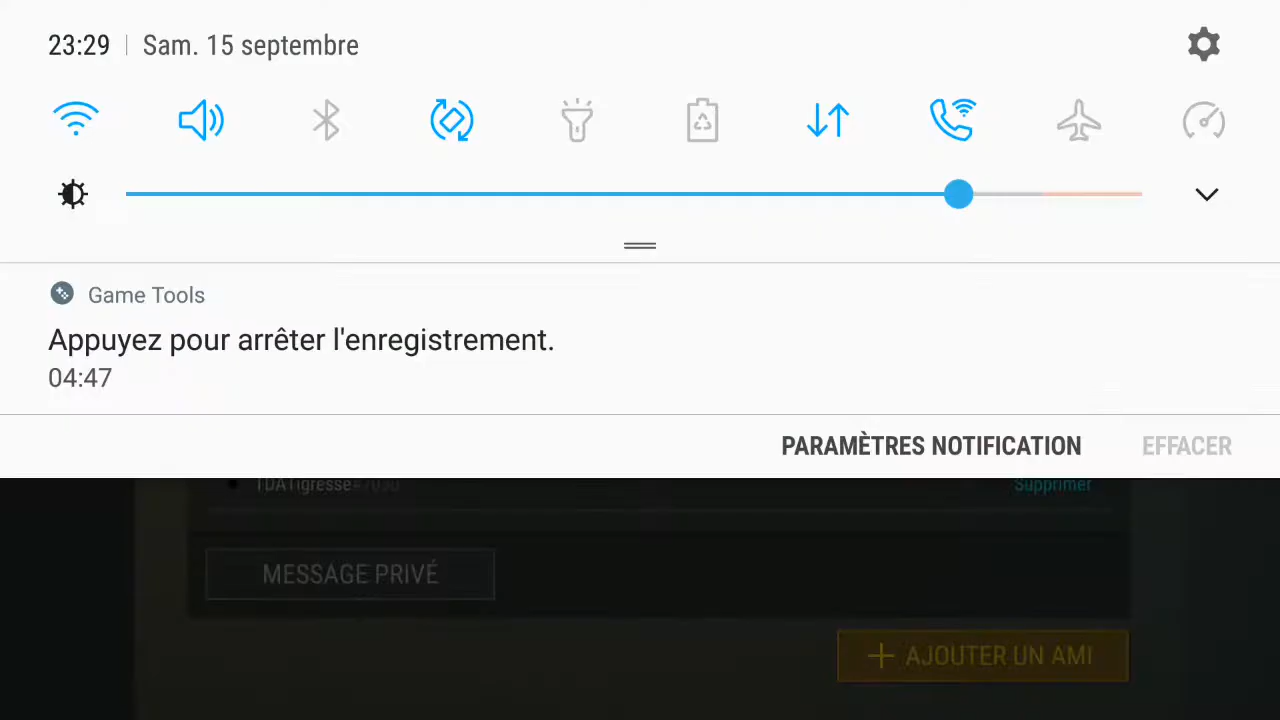 23:29 | Sam. 15 septembre
Game Tools
Appuyez pour arrêter l'enregistrement.
04:47
PARAMÈTRES NOTIFICATION EFFACER
Supprimer
MESSAGE PRIVÉ
+ AJOUTER UN AMI